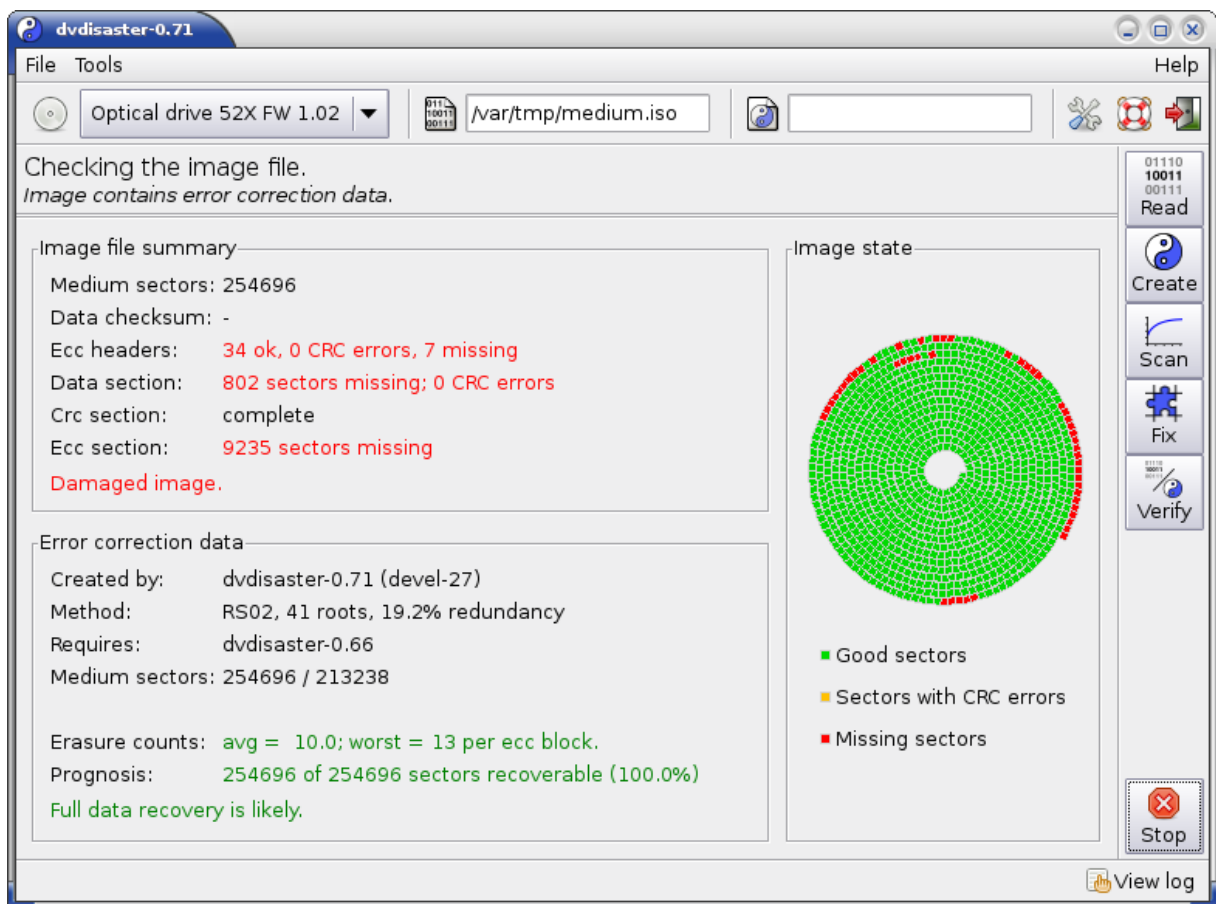 dvdisaster-0.71
File Tools Help
Optical drive 52X FW 1.02
011
10011
00111
/var/tmp/medium.iso
Checking the image file.
Image contains error correction data.
01110
10011
00111
Read
Create
Scan
Fix
Verify
Image file summary
Medium sectors: 254696
Data checksum: -
Ecc headers: 34 ok, 0 CRC errors, 7 missing
Data section: 802 sectors missing; 0 CRC errors
Crc section: complete
Ecc section: 9235 sectors missing
Damaged image.
Error correction data
Created by: dvdisaster-0.71 (devel-27)
Method: RS02, 41 roots, 19.2% redundancy
Requires: dvdisaster-0.66
Medium sectors: 254696 / 213238
Erasure counts: avg = 10.0; worst = 13 per ecc block.
Prognosis: 254696 of 254696 sectors recoverable (100.0%)
Full data recovery is likely.
Image state
Good sectors
Sectors with CRC errors
Missing sectors
Stop
View log